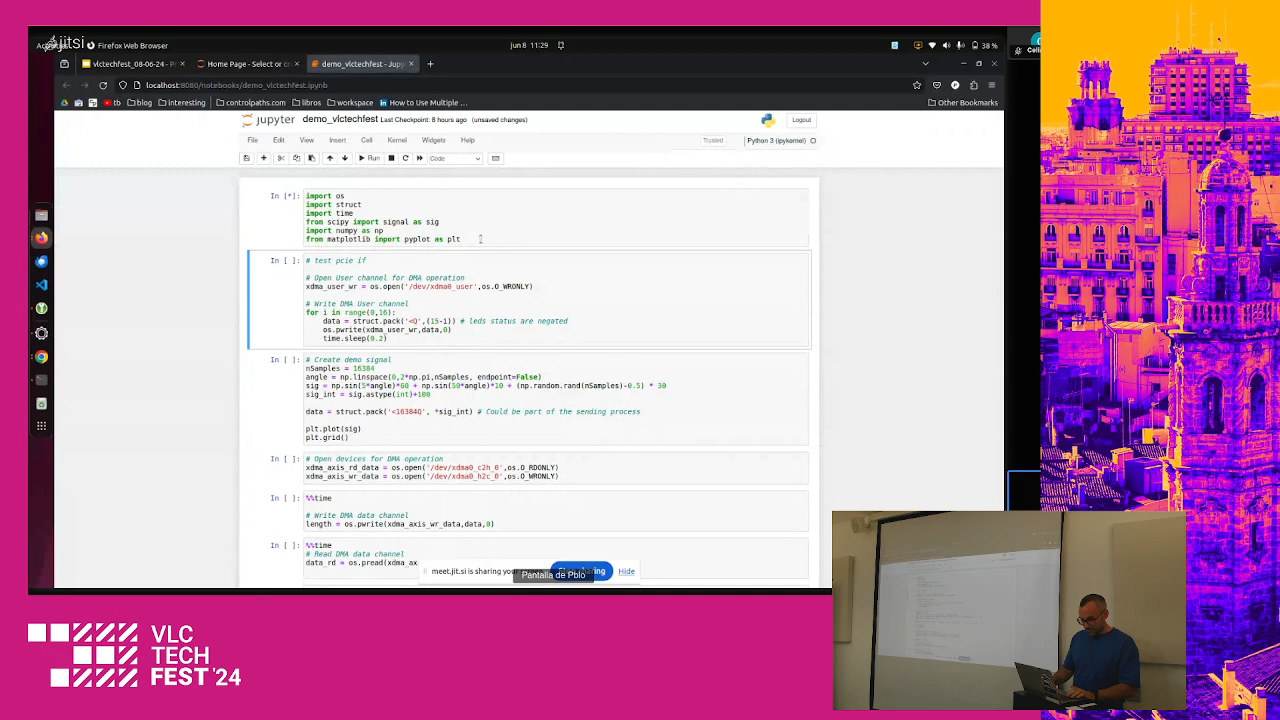 jitsi
Firefox Web Browser
jun 8 11:29
38 %
vlctechfest_08-06-24 - P
Home Page - Select or c
demo_vlctechfest - Jupy
localhost:8080/notebooks/demo_vlctechfest.ipynb
tb
blog
interesting
controlpaths.com
libros
workspace
How to Use Multiple ...
Other Bookmarks
jupyter
demo_vlctechfest Last Checkpoint: 8 hours ago (unsaved changes)
Logout
File Edit View Insert Cell Kernel Widgets Help
Trusted
Python 3 (ipykernel)
Run
Code
In [*]: import os
import struct
import time
from scipy import signal as sig
import numpy as np
from matplotlib import pyplot as plt
In [ ]: # test pcie if
# Open User channel for DMA operation
xdma_user_wr = os.open('/dev/xdma0_user',os.O_WRONLY)
# Write DMA User channel
for i in range(0,16):
data = struct.pack('<Q',(15-i)) # leds status are negated
os.pwrite(xdma_user_wr,data,0)
time.sleep(0.2)
In [ ]: # Create demo signal
nSamples = 16384
angle = np.linspace(0,2*np.pi,nSamples, endpoint=False)
sig = np.sin(5*angle)*60 + np.sin(50*angle)*10 + (np.random.rand(nSamples)-0.5) * 30
sig_int = sig.astype(int)+100
data = struct.pack('<16384Q', *sig_int) # Could be part of the sending process
plt.plot(sig)
plt.grid()
In [ ]: # Open devices for DMA operation
xdma_axis_rd_data = os.open('/dev/xdma0_c2h_0',os.O_RDONLY)
xdma_axis_wr_data = os.open('/dev/xdma0_h2c_0',os.O_WRONLY)
In [ ]: %%time
# Write DMA data channel
length = os.pwrite(xdma_axis_wr_data,data,0)
In [ ]: %%time
# Read DMA data channel
data_rd = os.pread(xdma_ax
meet.jit.si is sharing your
Hide
Pantalla de Pblo
VLC
TECH
FEST '24